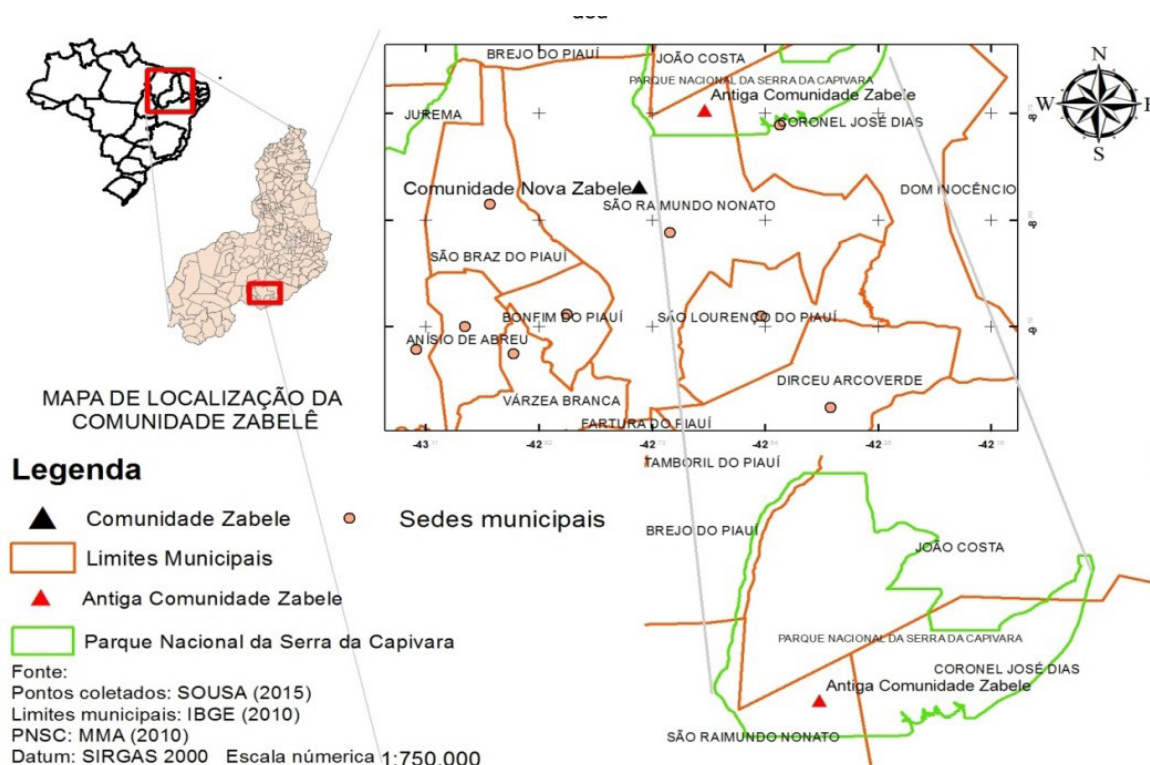 BREJO DO PIAUÍ
JOÃO COSTA
PARQUE NACIONAL DA SERRA DA CAPIVARA
Antiga Comunidade Zabele
JUREMA
CORONEL JOSÉ DIAS
Comunidade Nova Zabele
SÃO RAIMUNDO NONATO
DOM INOCÊNCIO
SÃO BRAZ DO PIAUÍ
BONFIM DO PIAUÍ
SÃO LOURENÇO DO PIAUÍ
ANÍSIO DE ABREU
DIRCEU ARCOVERDE
VÁRZEA BRANCA
FARTURA DO PIAUÍ
-43.11
-42.92
-42.73
-42.54
N
W
E
S
MAPA DE LOCALIZAÇÃO DA
COMUNIDADE ZABELÊ
Legenda
Comunidade Zabele
Sedes municipais
Limites Municipais
Antiga Comunidade Zabele
Parque Nacional da Serra da Capivara
Fonte:
Pontos coletados: SOUSA (2015)
Limites municipais: IBGE (2010)
PNSC: MMA (2010)
Datum: SIRGAS 2000 Escala númerica 1:750.000
TAMBORIL DO PIAUÍ
BREJO DO PIAUÍ
JOÃO COSTA
PARQUE NACIONAL DA SERRA DA CAPIVARA
CORONEL JOSÉ DIAS
Antiga Comunidade Zabele
SÃO RAIMUNDO NONATO